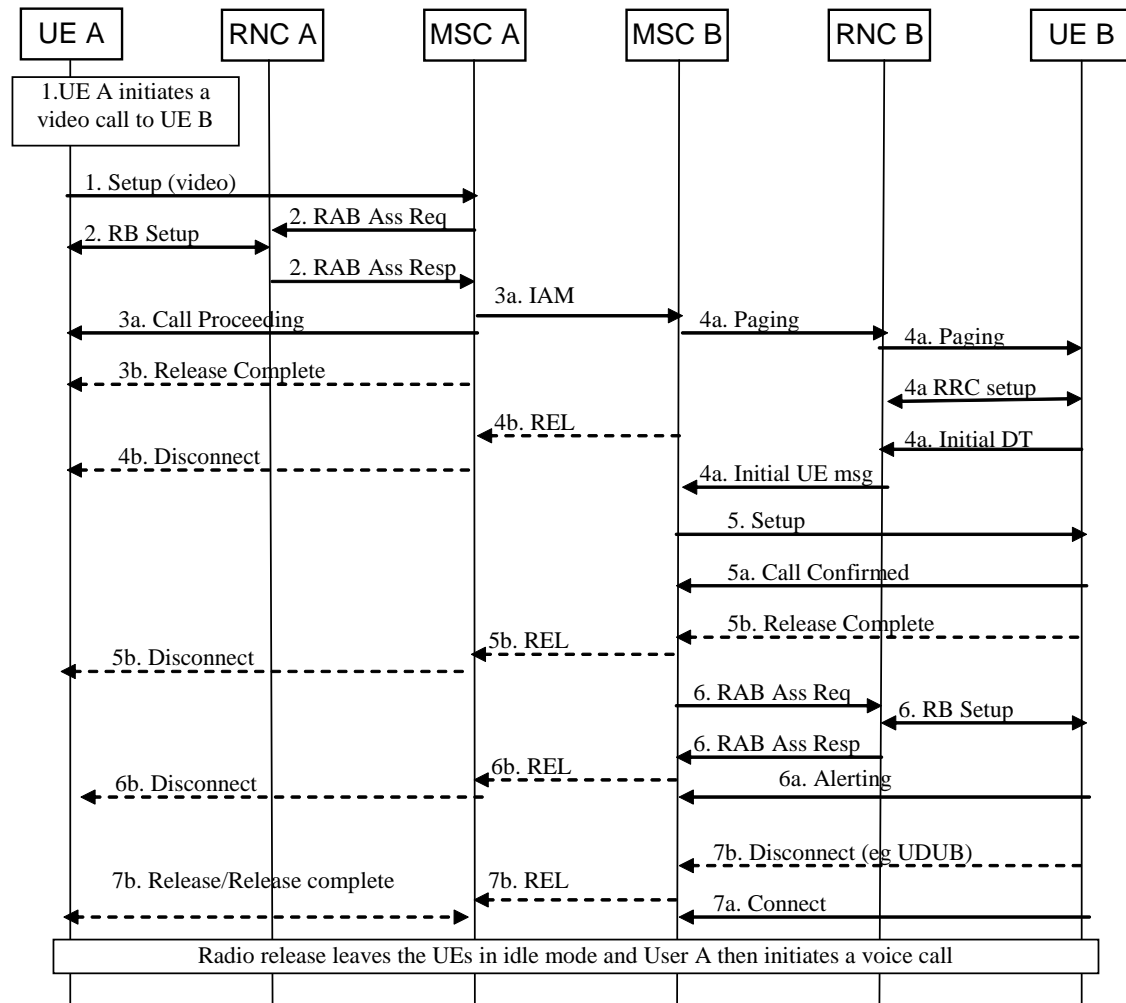 UE A
RNC A
MSC A
MSC B
RNC B
UE B
1.UE A initiates a
video call to UE B
1. Setup (video)
2. RAB Ass Req
2. RB Setup
2. RAB Ass Resp
3a. IAM
3a. Call Proceeding
4a. Paging
4a. Paging
3b. Release Complete
4a RRC setup
4b. REL
4a. Initial DT
4b. Disconnect
4a. Initial UE msg
5. Setup
5a. Call Confirmed
5b. Release Complete
5b. REL
5b. Disconnect
6. RAB Ass Req
6. RB Setup
6. RAB Ass Resp
6b. REL
6b. Disconnect
6a. Alerting
7b. Disconnect (eg UDUB)
7b. Release/Release complete
7b. REL
7a. Connect
Radio release leaves the UEs in idle mode and User A then initiates a voice call